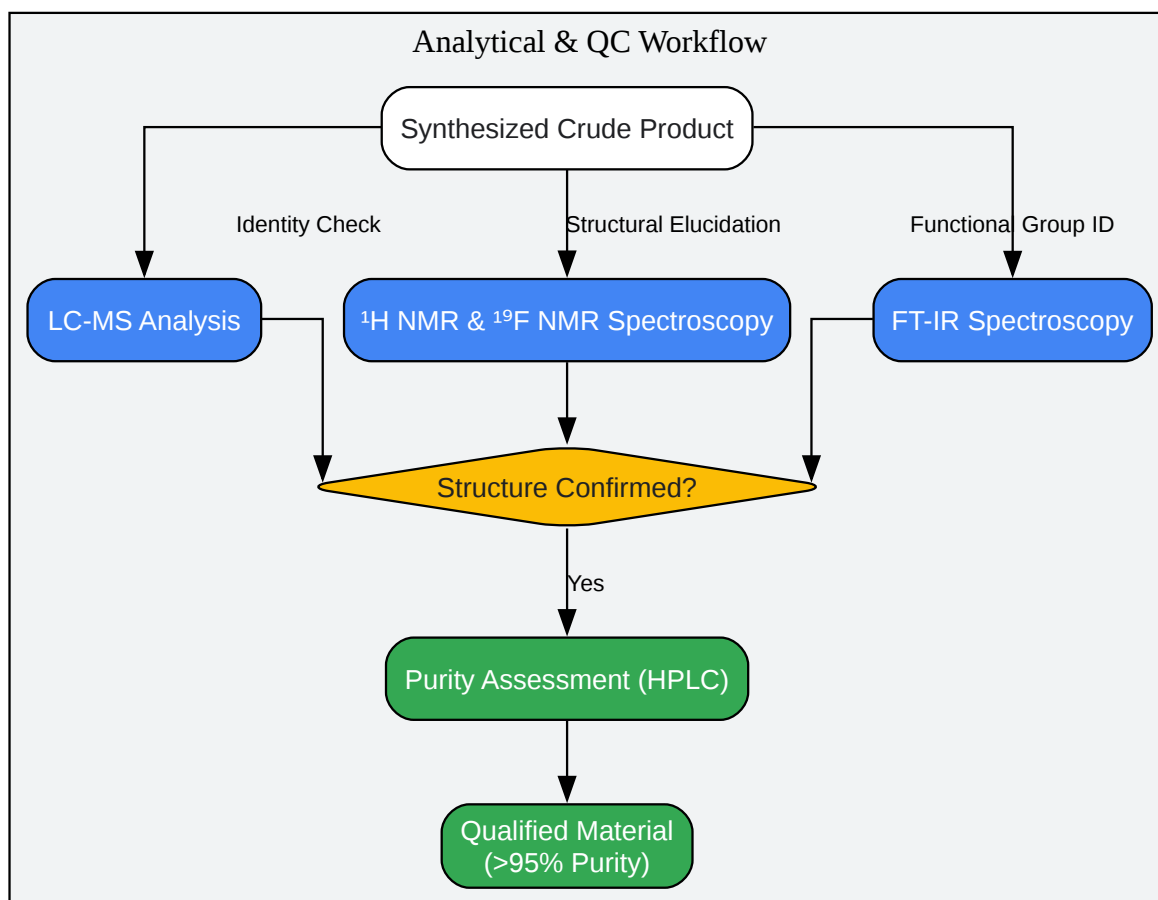 Analytical & QC Workflow
Synthesized Crude Product
Identity Check
Structural Elucidation
Functional Group ID
LC-MS Analysis
¹H NMR & ¹⁹F NMR Spectroscopy
FT-IR Spectroscopy
Structure Confirmed?
Yes
Purity Assessment (HPLC)
Qualified Material
(>95% Purity)